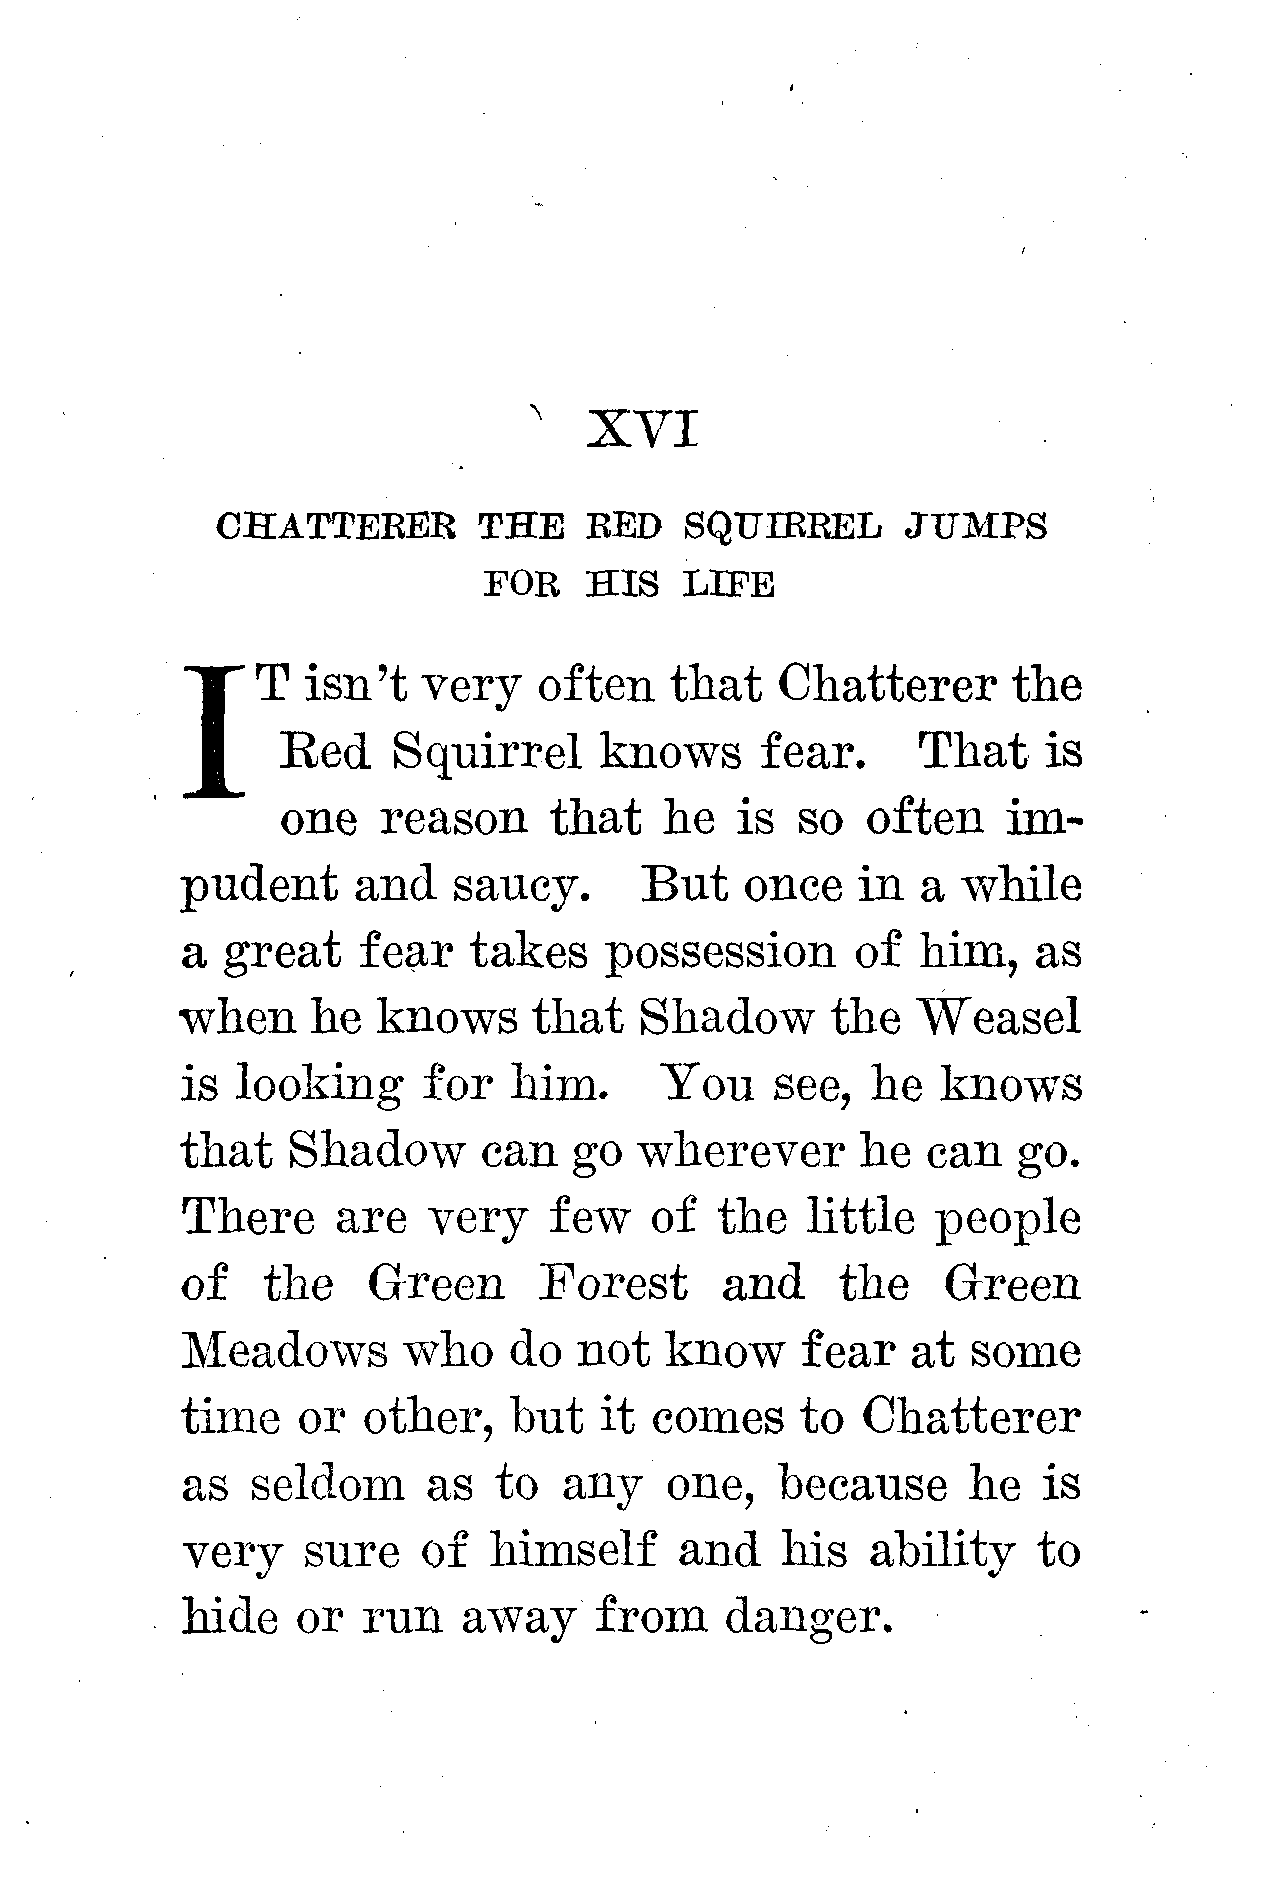 XVI
CHATTERER THE RED SQUIRREL JUMPS
FOR HIS LIFE
IT isn't very often that Chatterer the
Red Squirrel knows fear. That is
one reason that he is so often im-
pudent and saucy. But once in a while
a great fear takes possession of him, as
when he knows that Shadow the Weasel
is looking for him. You see, he knows
that Shadow can go wherever he can go.
There are very few of the little people
of the Green Forest and the Green
Meadows who do not know fear at some
time or other, but it comes to Chatterer
as seldom as to any one, because he is
very sure of himself and his ability to
hide or run away from danger.